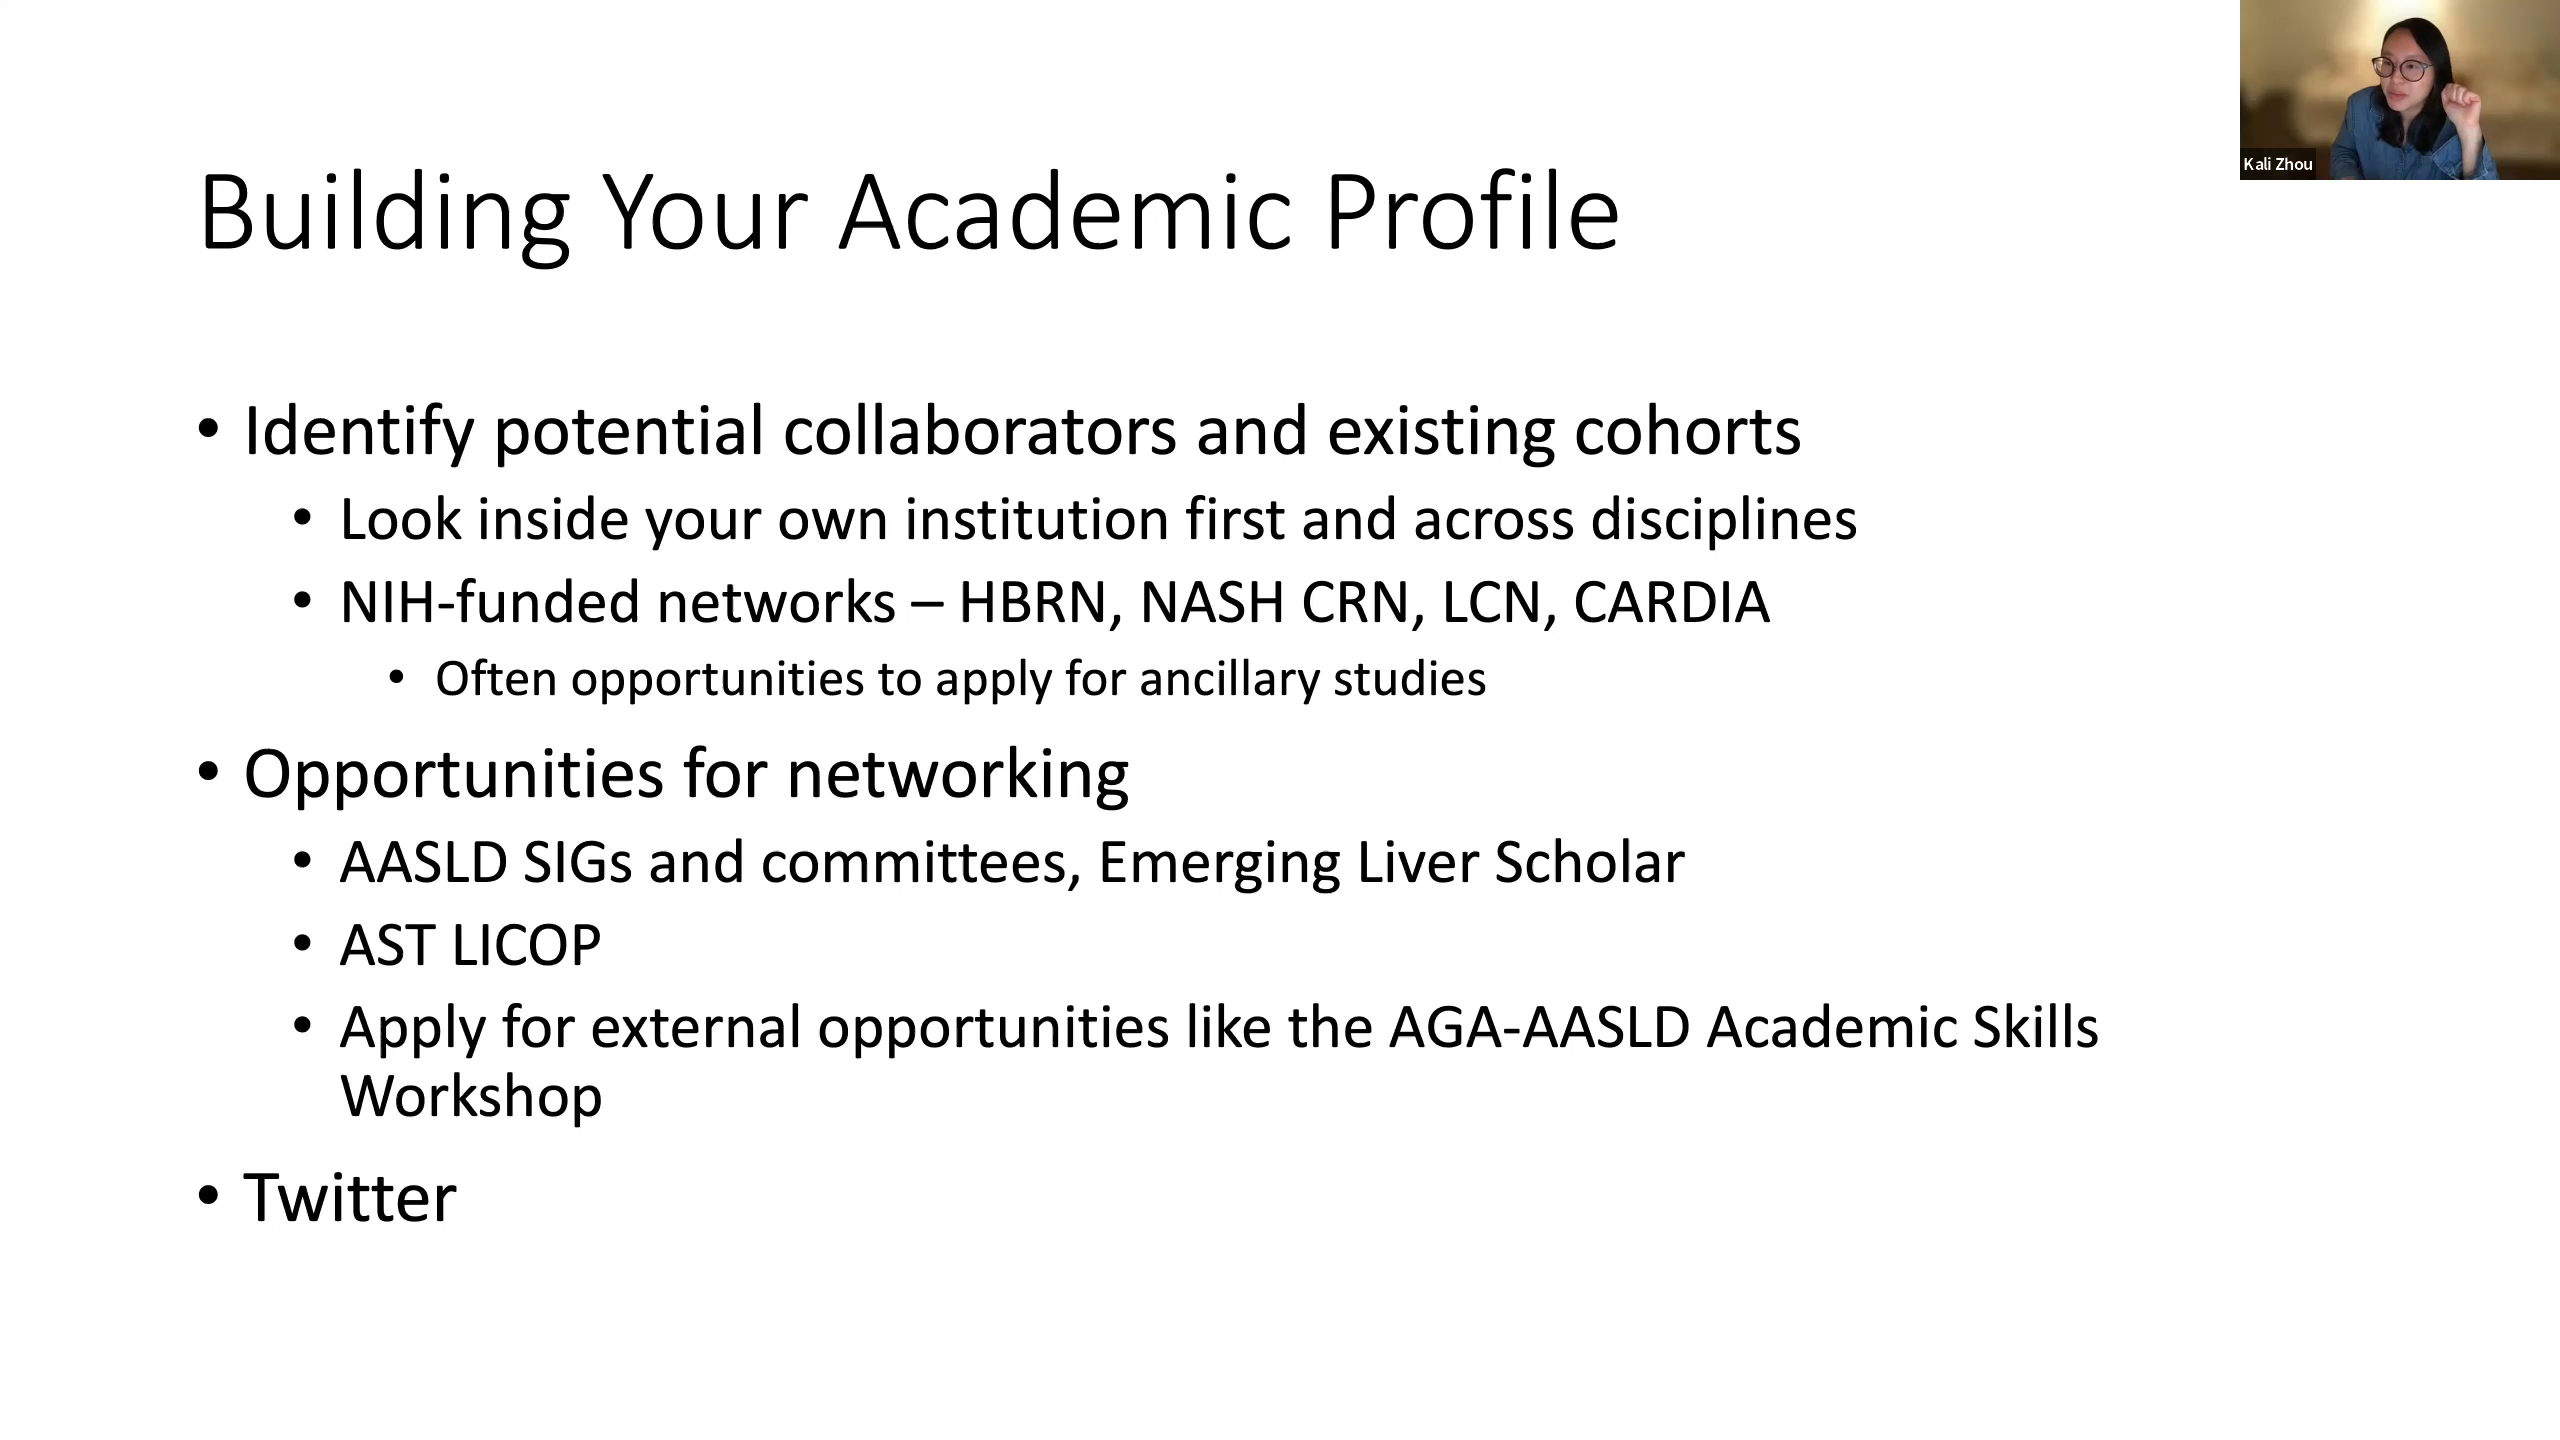 Kali Zhou
Building Your Academic Profile
• Identify potential collaborators and existing cohorts
• Look inside your own institution first and across disciplines
• NIH-funded networks – HBRN, NASH CRN, LCN, CARDIA
• Often opportunities to apply for ancillary studies
• Opportunities for networking
• AASLD SIGs and committees, Emerging Liver Scholar
• AST LICOP
• Apply for external opportunities like the AGA-AASLD Academic Skills
Workshop
• Twitter